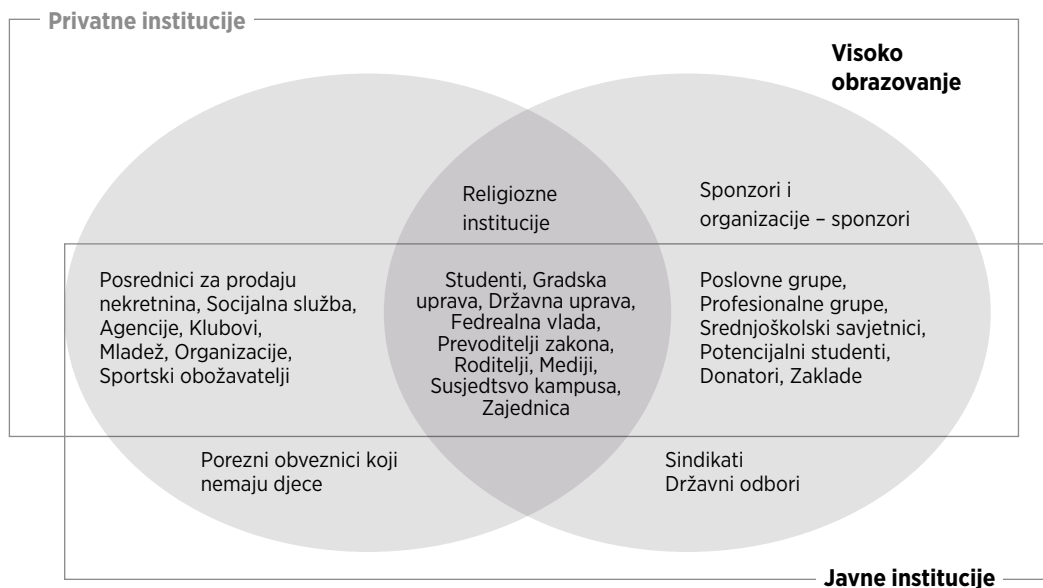 Privatne institucije
Visoko
obrazovanje
Religiozne
institucije
Sponzori i
organizacije – sponzori
Posrednici za prodaju
nekretnina, Socijalna služba,
Agencije, Klubovi,
Mladež, Organizacije,
Sportski obožavatelji
Studenti, Gradska
uprava, Državna uprava,
Fedrealna vlada,
Prevoditelji zakona,
Roditelji, Mediji,
Susjedtsvo kampusa,
Zajednica
Poslovne grupe,
Profesionalne grupe,
Srednjoškolski savjetnici,
Potencijalni studenti,
Donatori, Zaklade
Porezni obveznici koji
nemaju djece
Sindikati
Državni odbori
Javne institucije